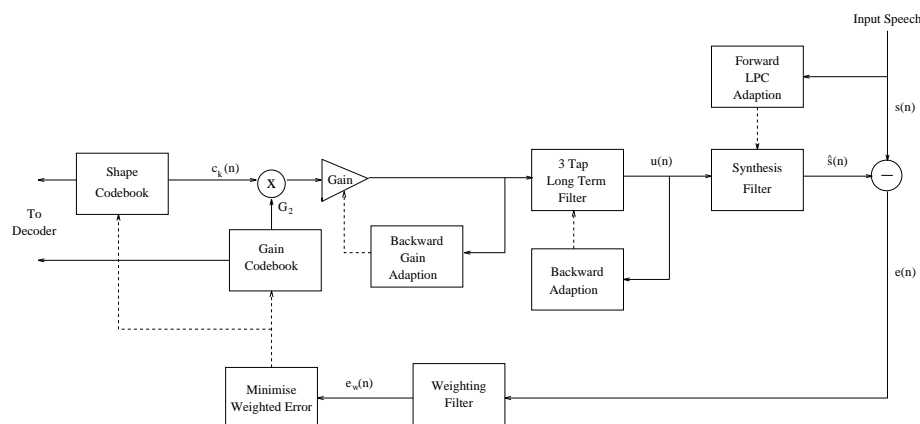 Input Speech
Forward
LPC
Adaption
s(n)
Shape
Codebook
c_k(n)
X
Gain
3 Tap
Long Term
Filter
u(n)
Synthesis
Filter
ŝ(n)
−
G_2
To
Decoder
Gain
Codebook
Backward
Gain
Adaption
Backward
Adaption
e(n)
Minimise
Weighted Error
e_w(n)
Weighting
Filter